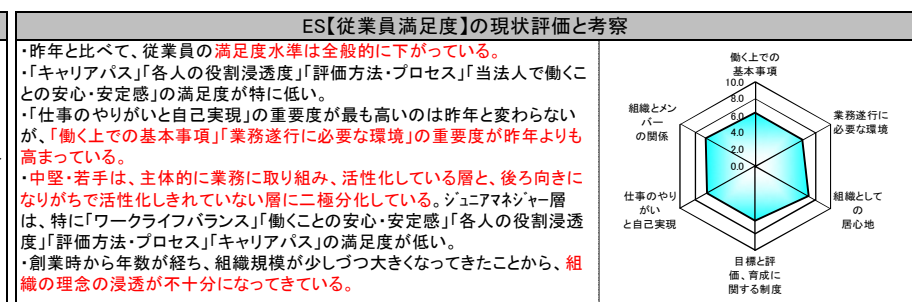 ES【従業員満足度】の現状評価と考察
・昨年と比べて、従業員の満足度水準は全般的に下がっている。
・「キャリアパス」「各人の役割浸透度」「評価方法・プロセス」「当法人で働くこ
との安心・安定感」の満足度が特に低い。
・「仕事のやりがいと自己実現」の重要度が最も高いのは昨年と変わらない
が、「働く上での基本事項」「業務遂行に必要な環境」の重要度が昨年よりも
高まっている。
・中堅・若手は、主体的に業務に取り組み、活性化している層と、後ろ向きに
なりがちで活性化しきれていない層に二極分化している。ｼﾞｭﾆｱﾏﾈｼﾞｬｰ層
は、特に「ワークライフバランス」「働くことの安心・安定感」「各人の役割浸透
度」「評価方法・プロセス」「キャリアパス」の満足度が低い。
・創業時から年数が経ち、組織規模が少しづつ大きくなってきたことから、組
織の理念の浸透が不十分になってきている。
働く上での
基本事項
10.0
8.0
6.0
4.0
2.0
0.0
業務遂行に
必要な環境
組織として
の
居心地
目標と評
価、育成に
関する制度
仕事のやり
がい
と自己実現
組織とメン
バー
の関係